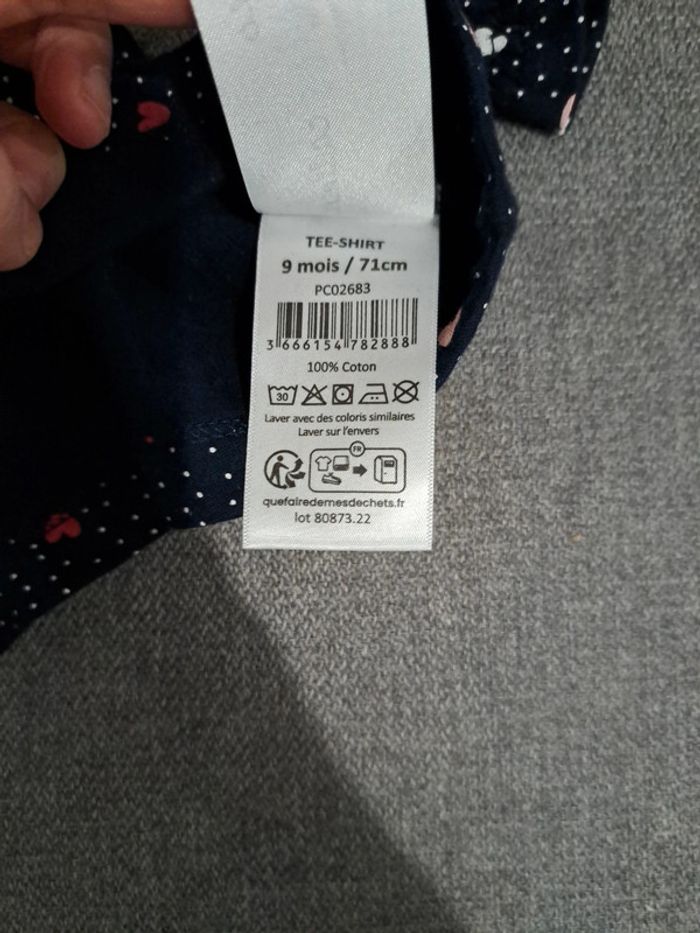 TEE-SHIRT
9 mois / 71cm
PC02683
3 666154 782888
100% Coton
30
Laver avec des coloris similaires
Laver sur l'envers
FR
quefairedemesdechets.fr
lot 80873.22